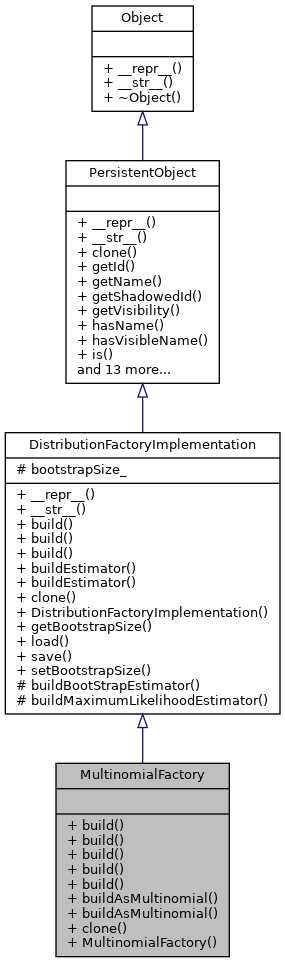 Object
+ __repr__()
+ __str__()
+ ~Object()
PersistentObject
+ __repr__()
+ __str__()
+ clone()
+ getId()
+ getName()
+ getShadowedId()
+ getVisibility()
+ hasName()
+ hasVisibleName()
+ is()
and 13 more...
DistributionFactoryImplementation
# bootstrapSize_
+ __repr__()
+ __str__()
+ build()
+ build()
+ build()
+ buildEstimator()
+ buildEstimator()
+ clone()
+ DistributionFactoryImplementation()
+ getBootstrapSize()
+ load()
+ save()
+ setBootstrapSize()
# buildBootStrapEstimator()
# buildMaximumLikelihoodEstimator()
MultinomialFactory
+ build()
+ build()
+ build()
+ build()
+ build()
+ buildAsMultinomial()
+ buildAsMultinomial()
+ clone()
+ MultinomialFactory()